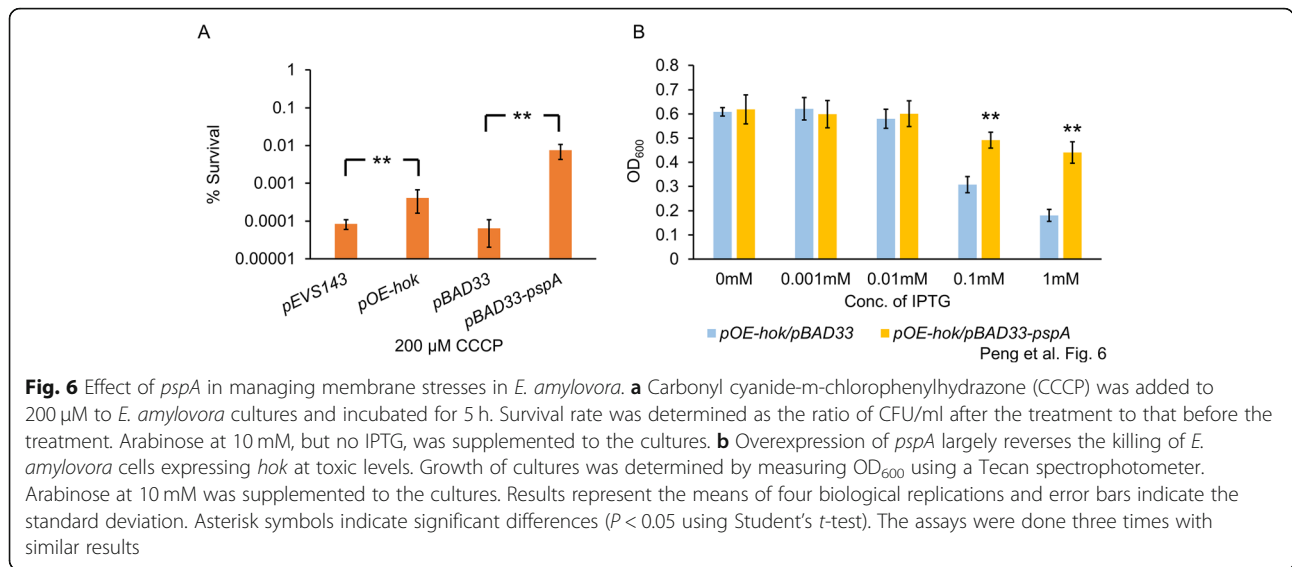 A
% Survival
1
0.1
0.01
0.001
0.0001
0.00001
**
**
pEVS143
pOE-hok
pBAD33
pBAD33-pspA
200 µM CCCP
B
OD600
0.8
0.7
0.6
0.5
0.4
0.3
0.2
0.1
0
**
**
0mM
0.001mM
0.01mM
0.1mM
1mM
Conc. of IPTG
pOE-hok/pBAD33
pOE-hok/pBAD33-pspA
Peng et al. Fig. 6
Fig. 6 Effect of pspA in managing membrane stresses in E. amylovora. a Carbonyl cyanide-m-chlorophenylhydrazone (CCCP) was added to
200 µM to E. amylovora cultures and incubated for 5 h. Survival rate was determined as the ratio of CFU/ml after the treatment to that before the
treatment. Arabinose at 10 mM, but no IPTG, was supplemented to the cultures. b Overexpression of pspA largely reverses the killing of E.
amylovora cells expressing hok at toxic levels. Growth of cultures was determined by measuring OD600 using a Tecan spectrophotometer.
Arabinose at 10 mM was supplemented to the cultures. Results represent the means of four biological replications and error bars indicate the
standard deviation. Asterisk symbols indicate significant differences (P < 0.05 using Student's t-test). The assays were done three times with
similar results